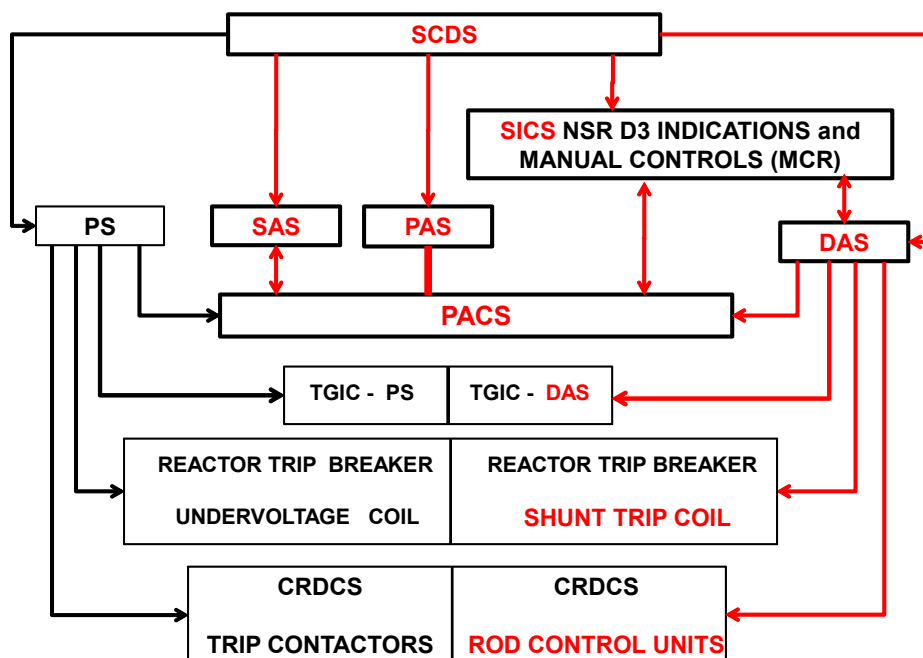 SCDS
SICS NSR D3 INDICATIONS and
MANUAL CONTROLS (MCR)
PS
SAS
PAS
DAS
PACS
TGIC - PS
TGIC - DAS
REACTOR TRIP BREAKER
UNDERVOLTAGE COIL
REACTOR TRIP BREAKER
SHUNT TRIP COIL
CRDCS
TRIP CONTACTORS
CRDCS
ROD CONTROL UNITS